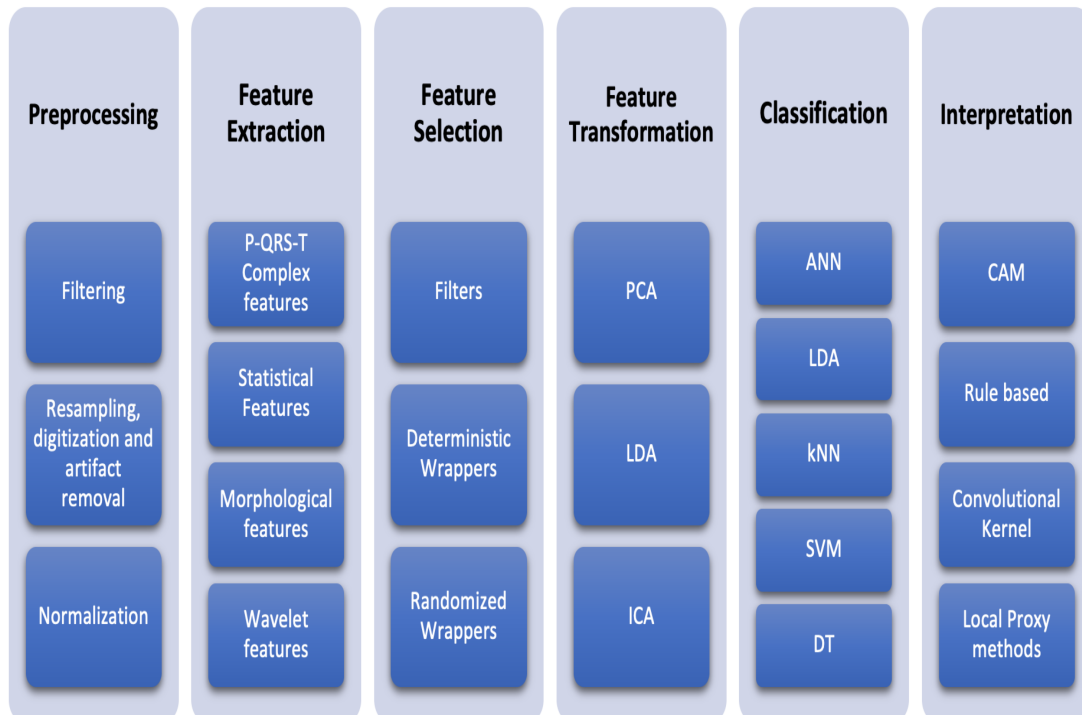 Preprocessing
Filtering
Resampling,
digitization and
artifact
removal
Normalization
Feature
Extraction
P-QRS-T
Complex
features
Statistical
Features
Morphological
features
Wavelet
features
Feature
Selection
Filters
Deterministic
Wrappers
Randomized
Wrappers
Feature
Transformation
PCA
LDA
ICA
Classification
ANN
LDA
kNN
SVM
DT
Interpretation
CAM
Rule based
Convolutional
Kernel
Local Proxy
methods